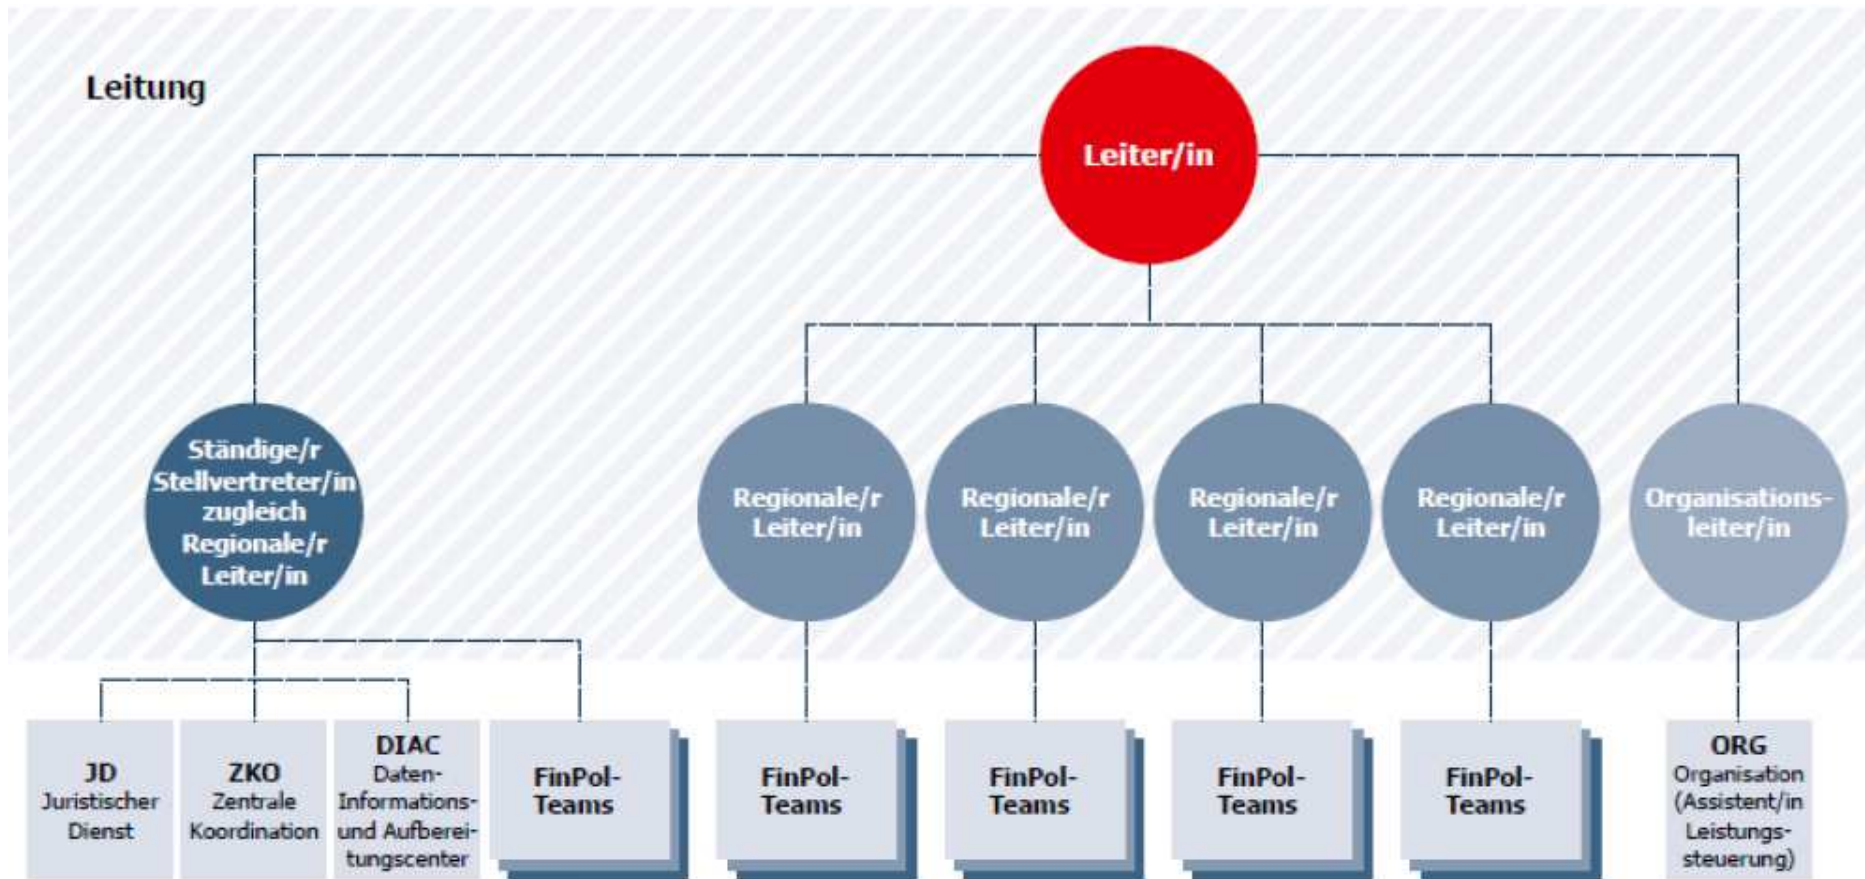 Leitung
Leiter/in
Ständige/r
Stellvertreter/in
zugleich
Regionale/r
Leiter/in
Regionale/r
Leiter/in
Regionale/r
Leiter/in
Regionale/r
Leiter/in
Regionale/r
Leiter/in
Organisations-
leiter/in
JD
Juristischer
Dienst
ZKO
Zentrale
Koordination
DIAC
Daten-
Informations-
und Aufberei-
tungscenter
FinPol-
Teams
FinPol-
Teams
FinPol-
Teams
FinPol-
Teams
FinPol-
Teams
ORG
Organisation
(Assistent/in
Leistungs-
steuerung)